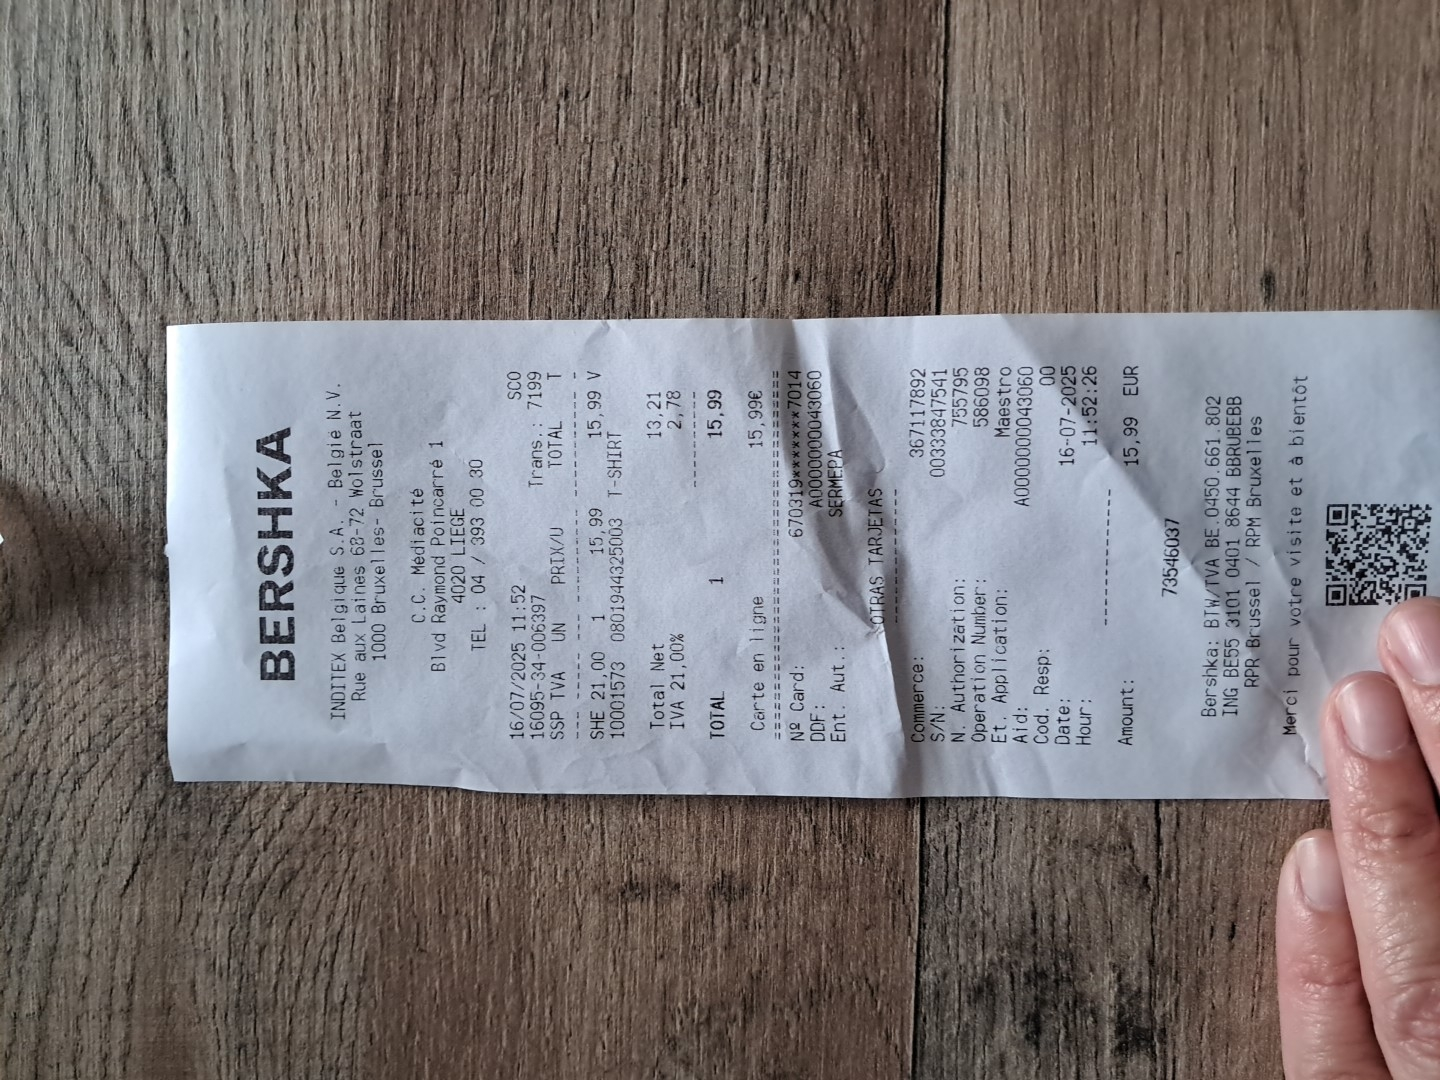 BERSHKA
INDITEX Belgique S.A. - België N.V.
Rue aux Laines 68-72 Wolstraat
1000 Bruxelles- Brussel
C.C. Médiacité
Blvd Raymond Poincarré 1
4020 LIEGE
TEL : 04 / 393 00 30
SCO
16/07/2025 11:52 Trans.: 7199
16095-34-006397
SSP TVA UN PRIX/U TOTAL T
SHE 21,00 1 15,99 15,99 V
10001573 0801944325003 T-SHIRT
Total Net 13,21
IVA 21,00% 2,78
TOTAL 1 15,99
Carte en ligne 15,99€
Nº Card: 670319*********7014
DDF: A0000000043060
Ent. Aut.: SERMEPA
OTRAS TARJETAS
Commerce: 367117892
S/N: 00333847541
N. Authorization: 755795
Operation Number: 586098
Et. Application: Maestro
Aid: A0000000043060
Cod. Resp: 00
Date: 16-07-2025
Hour: 11:52:26
Amount: 15,99 EUR
73546037
Bershka: BTW/TVA BE.0450.661.802
ING BE55 3101 0401 8644 BBRUBEBB
RPR Brussel / RPM Bruxelles
Merci pour votre visite et à bientôt